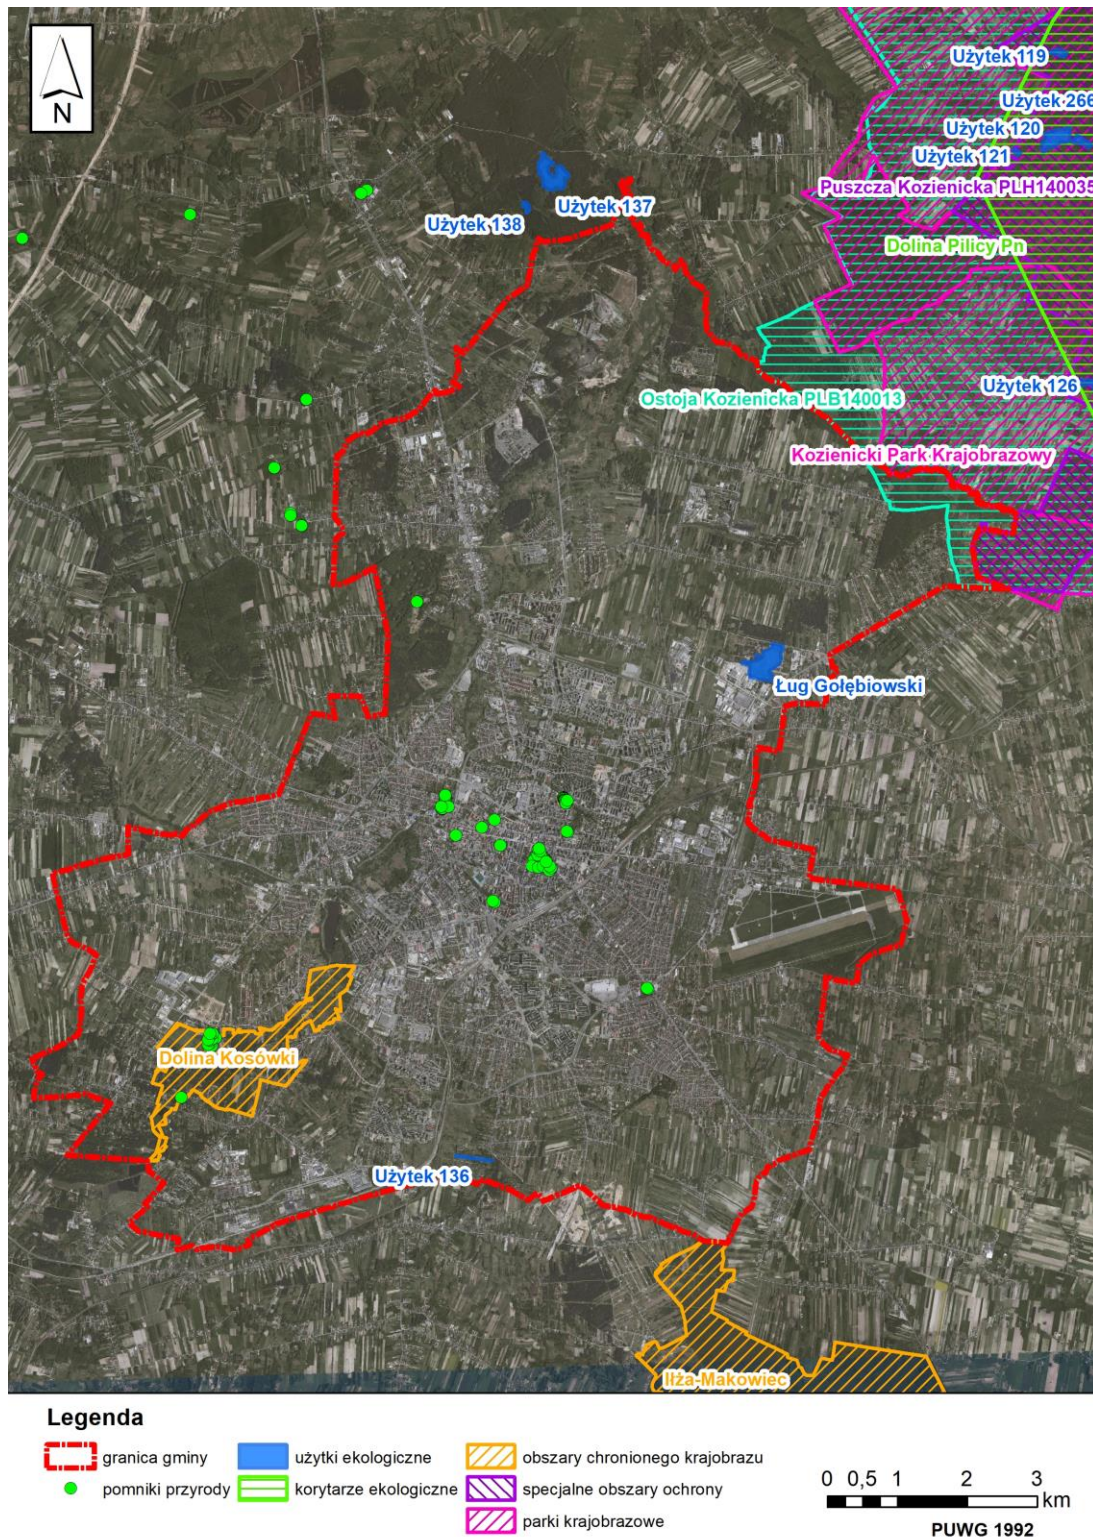 N
Użytek 119
Użytek 266
Użytek 120
Użytek 121
Puszcza Kozienicka PLH140035
Użytek 137
Użytek 138
Dolina Pilicy Pn
Użytek 126
Ostoja Kozienicka PLB140013
Kozienicki Park Krajobrazowy
Ług Gołębiowski
Dolina Kosówki
Użytek 136
Iłża-Makowiec
Legenda
granica gminy
użytki ekologiczne
obszary chronionego krajobrazu
pomniki przyrody
korytarze ekologiczne
specjalne obszary ochrony
parki krajobrazowe
0 0,5 1 2 3
km
PUWG 1992